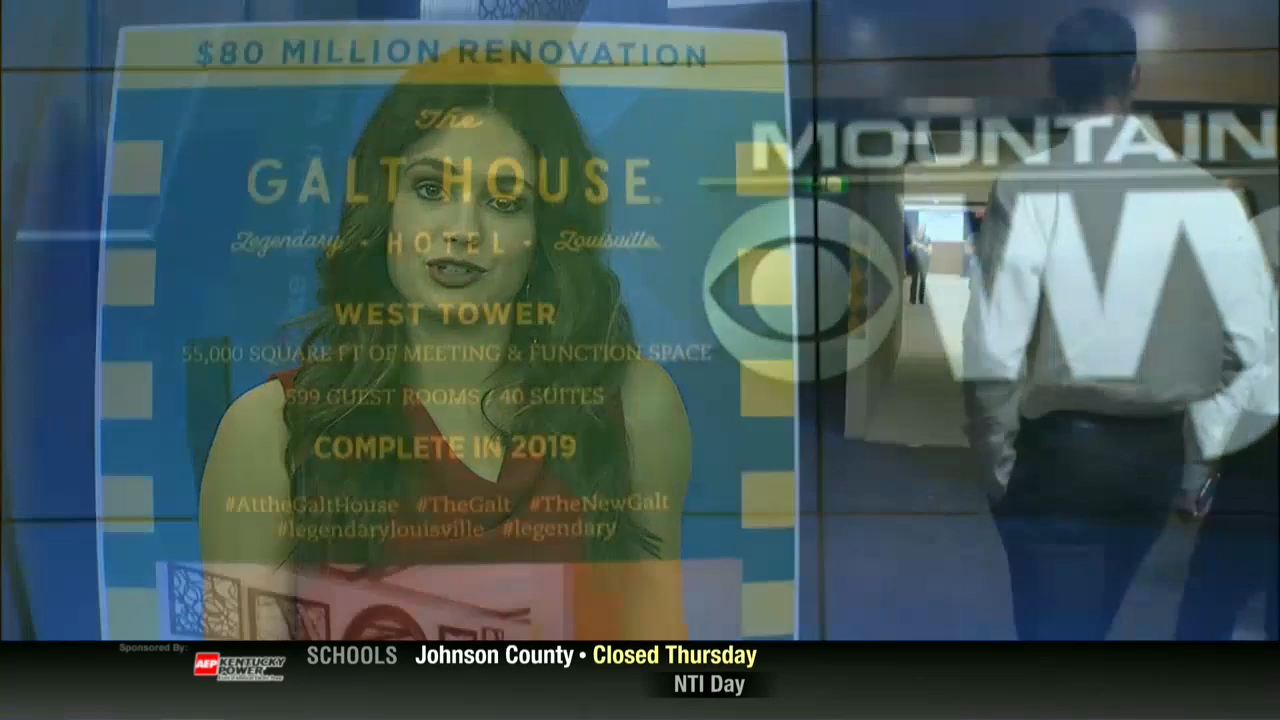 $80 MILLION RENOVATION
The
GALT HOUSE.
Legendary • HOTEL • Louisville
WEST TOWER
55,000 SQUARE FT OF MEETING & FUNCTION SPACE
599 GUEST ROOMS / 40 SUITES
COMPLETE IN 2019
#AttheGaltHouse #TheGalt #TheNewGalt
#legendarylouisville #legendary
MOUNTAIN
Sponsored By:
AEP KENTUCKY
POWER
SCHOOLS Johnson County • Closed Thursday
NTI Day